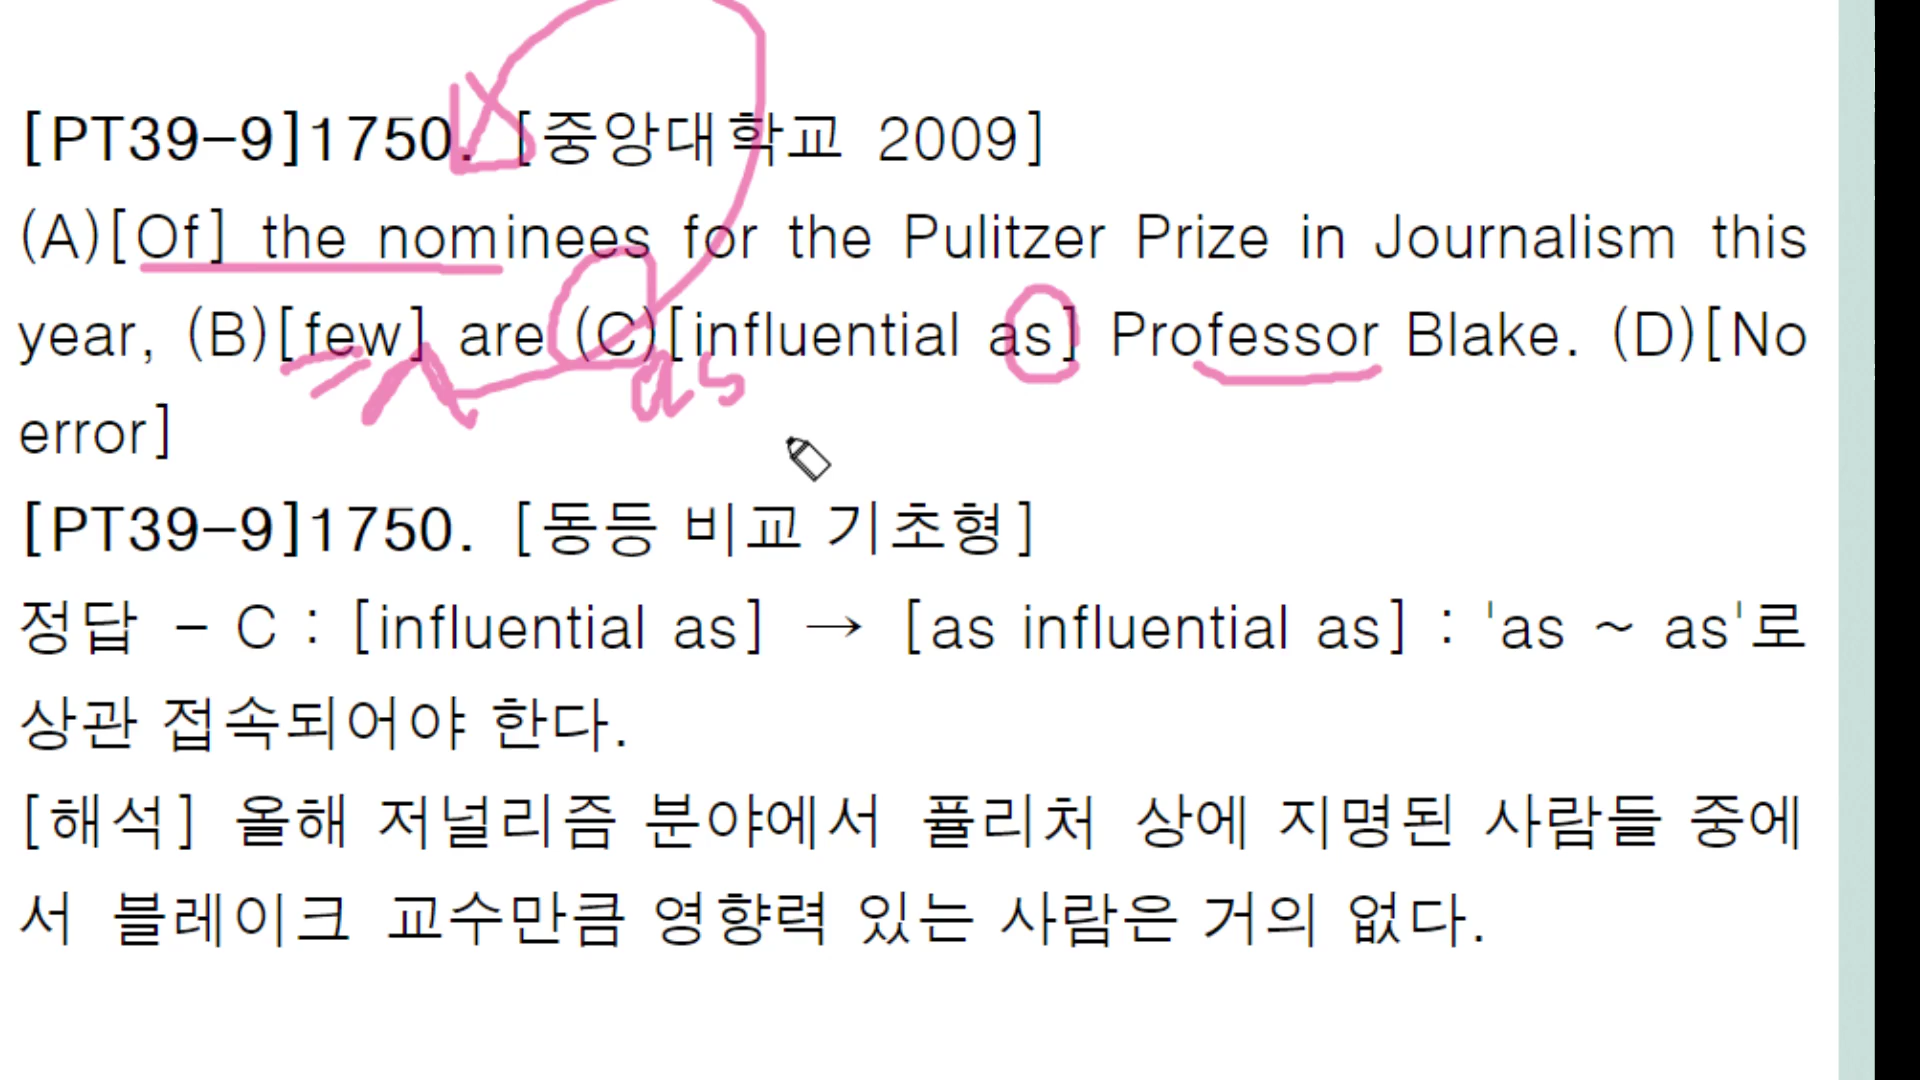 [PT39-9]1750. [중앙대학교 2009]
(A)[Of] the nominees for the Pulitzer Prize in Journalism this
year, (B)[few] are (C)[influential as] Professor Blake. (D)[No
as
error]
[PT39-9]1750. [동등 비교 기초형]
정답 - C : [influential as] → [as influential as] : 'as ~ as'로
상관 접속되어야 한다.
[해석] 올해 저널리즘 분야에서 퓰리처 상에 지명된 사람들 중에
서 블레이크 교수만큼 영향력 있는 사람은 거의 없다.